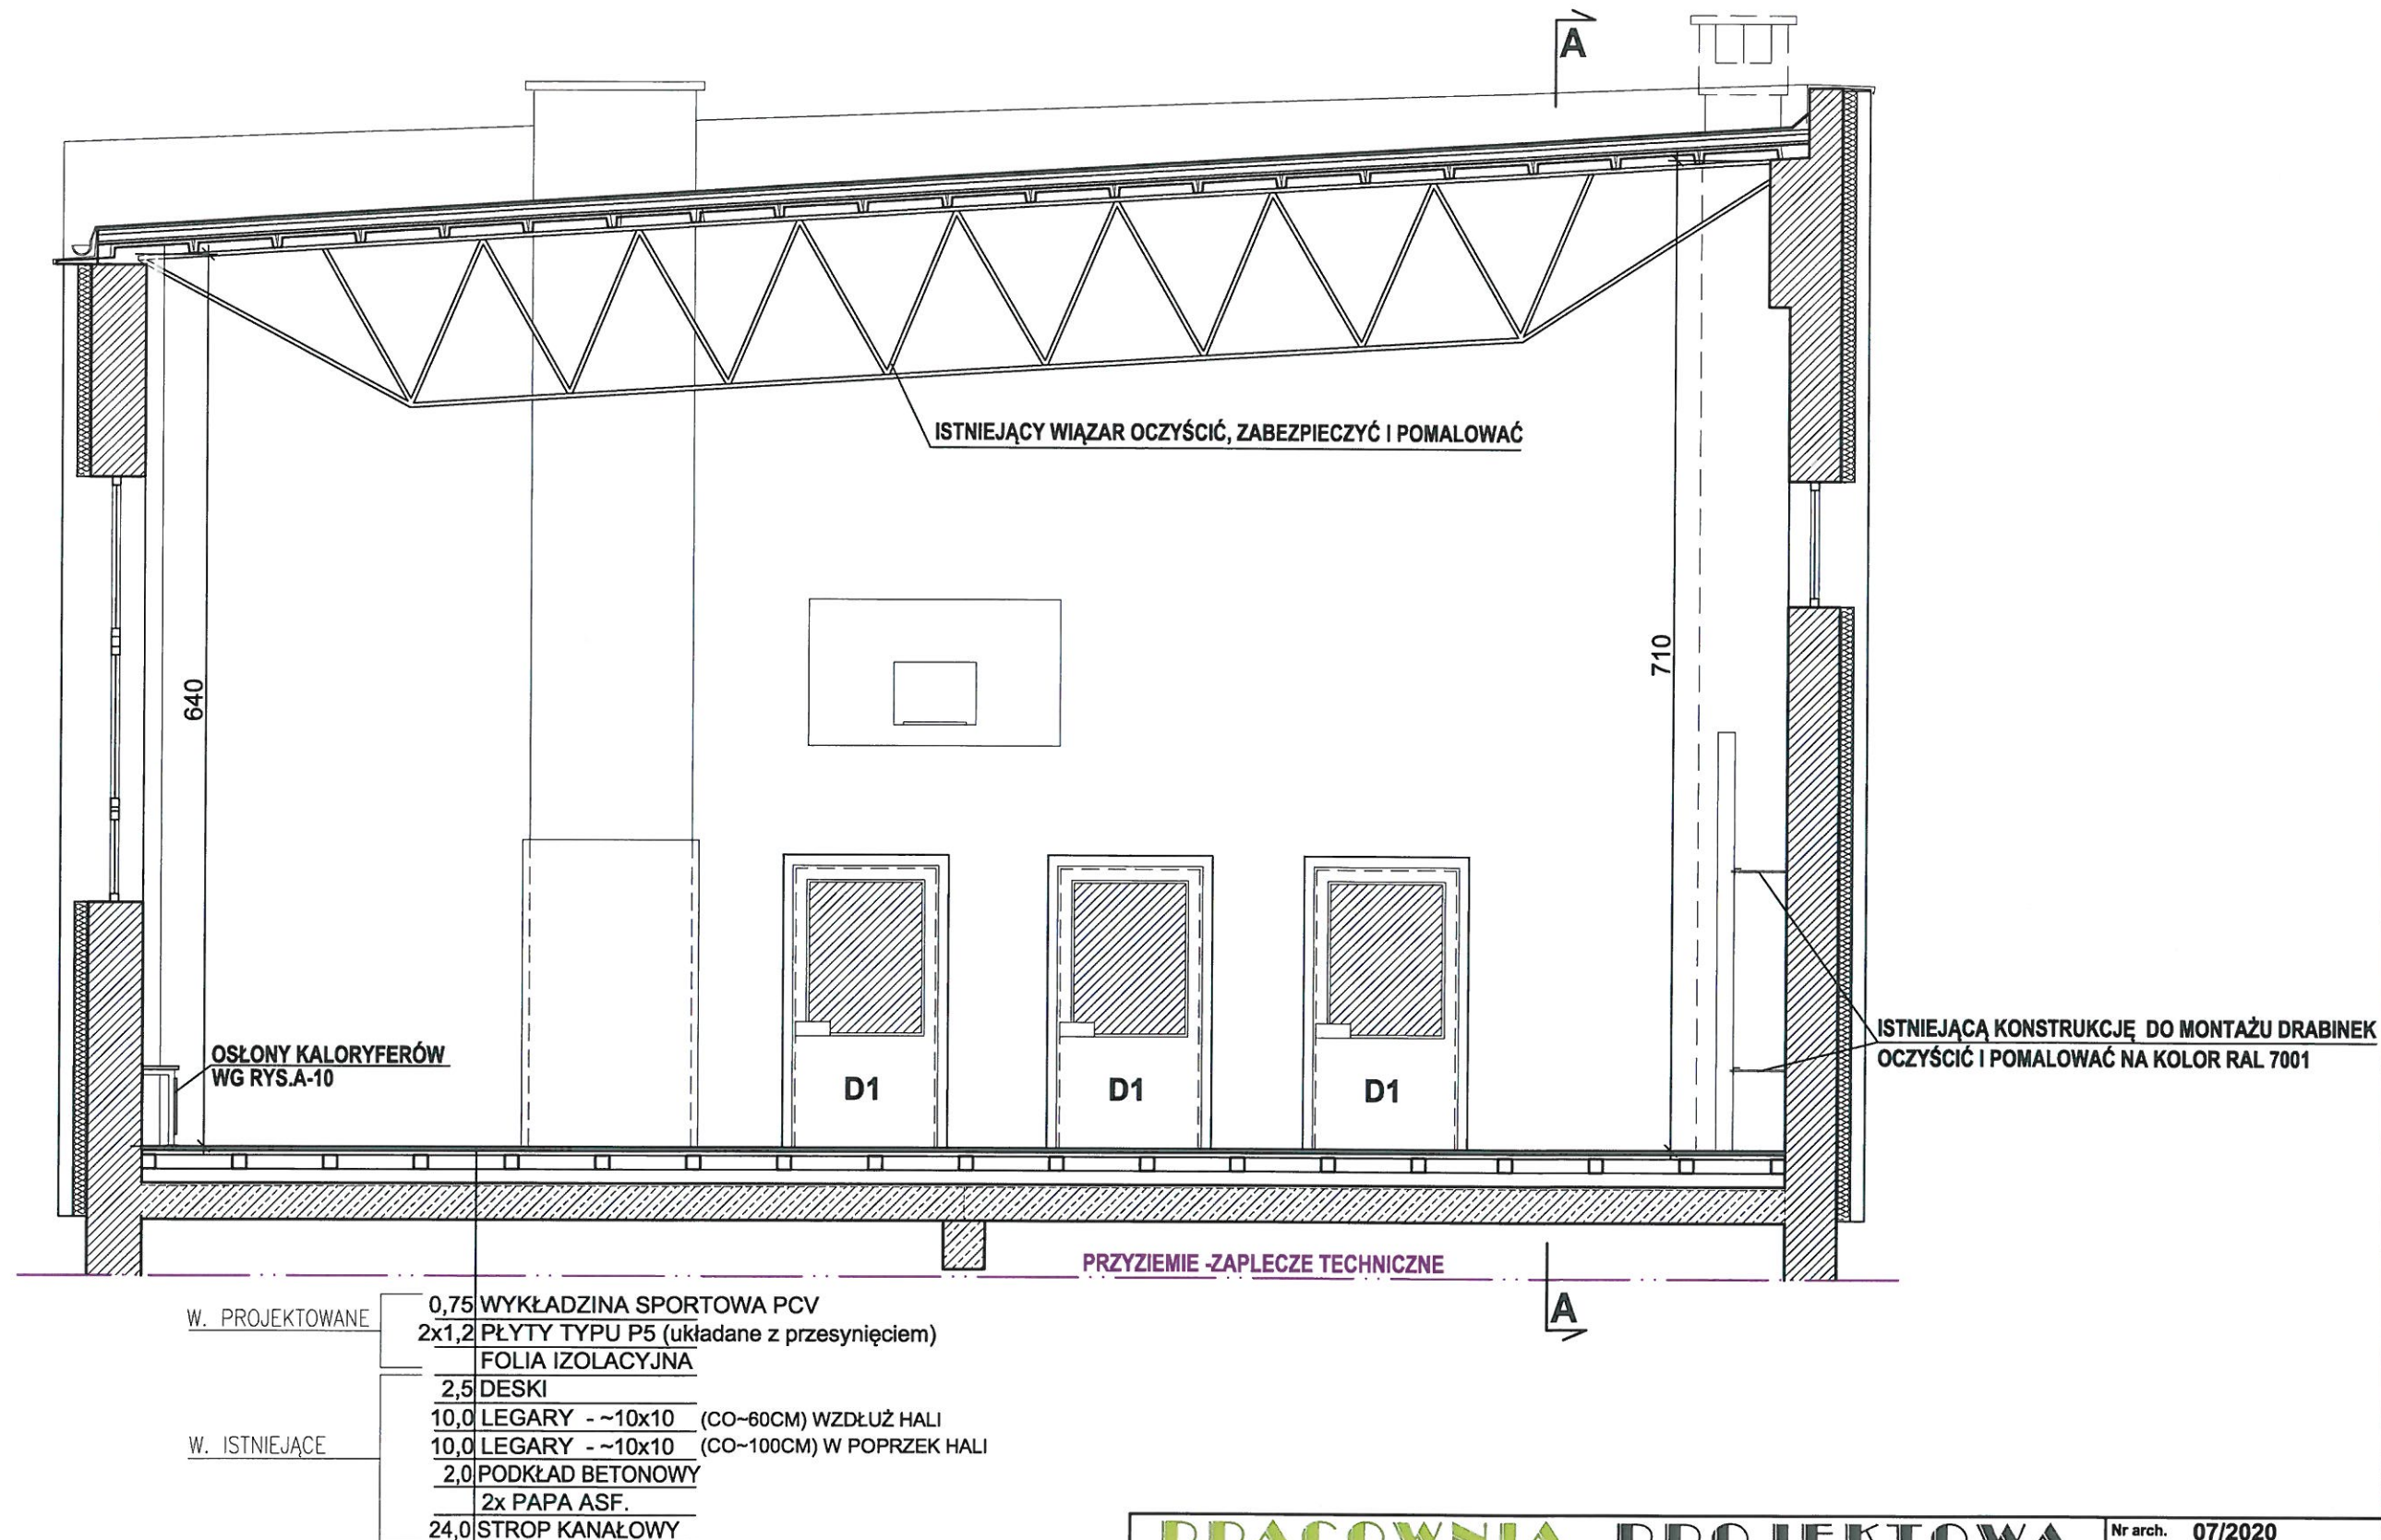 A
ISTNIEJĄCY WIĄZAR OCZYŚCIĆ, ZABEZPIECZYĆ I POMALOWAĆ
640
710
OSŁONY KALORYFERÓW
WG RYS.A-10
D1
D1
D1
ISTNIEJĄCĄ KONSTRUKCJĘ DO MONTAŻU DRABINEK
OCZYŚCIĆ I POMALOWAĆ NA KOLOR RAL 7001
PRZYZIEMIE -ZAPLECZE TECHNICZNE
A
W. PROJEKTOWANE
0,75 WYKŁADZINA SPORTOWA PCV
2x1,2 PŁYTY TYPU P5 (układane z przesynięciem)
FOLIA IZOLACYJNA
W. ISTNIEJĄCE
2,5 DESKI
10,0 LEGARY - ~10x10 (CO~60CM) WZDŁUŻ HALI
10,0 LEGARY - ~10x10 (CO~100CM) W POPRZEK HALI
2,0 PODKŁAD BETONOWY
2x PAPA ASF.
24,0 STROP KANAŁOWY
PRACOWNIA PROJEKTOWA
Nr arch. 07/2020